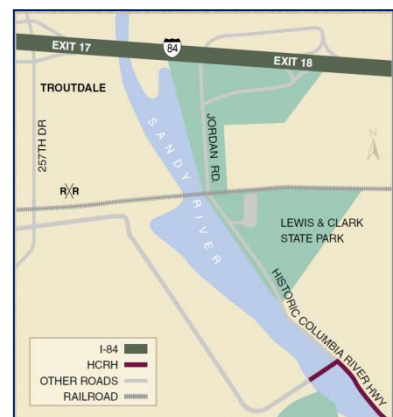 EXIT 17
84
EXIT 18
TROUTDALE
257TH DR
JORDAN RD.
SANDY RIVER
N
R R
LEWIS & CLARK
STATE PARK
HISTORIC COLUMBIA RIVER HWY
I-84
HCRH
OTHER ROADS
RAILROAD